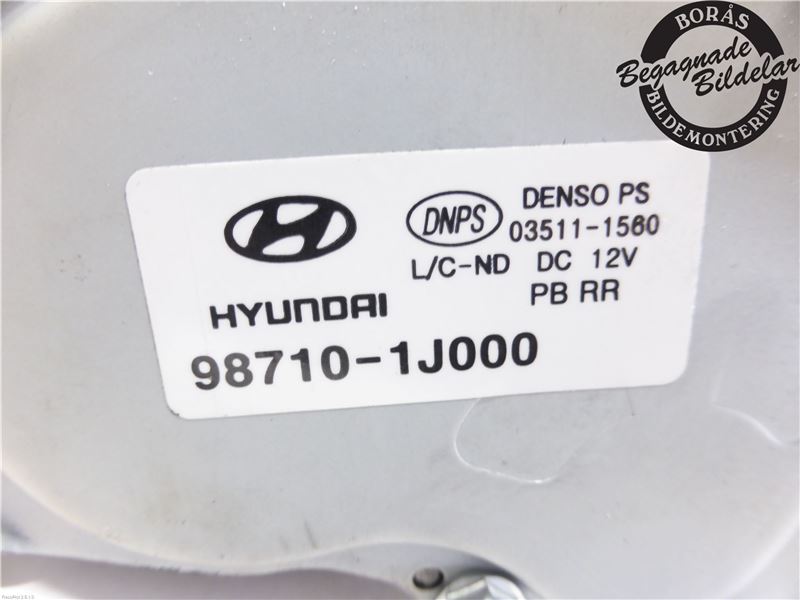 BORÅS
Begagnade
Bildelar
BILDEMONTERING
HYUNDAI
98710-1J000
DNPS
DENSO PS
03511-1560
L/C-ND DC 12V
PB RR